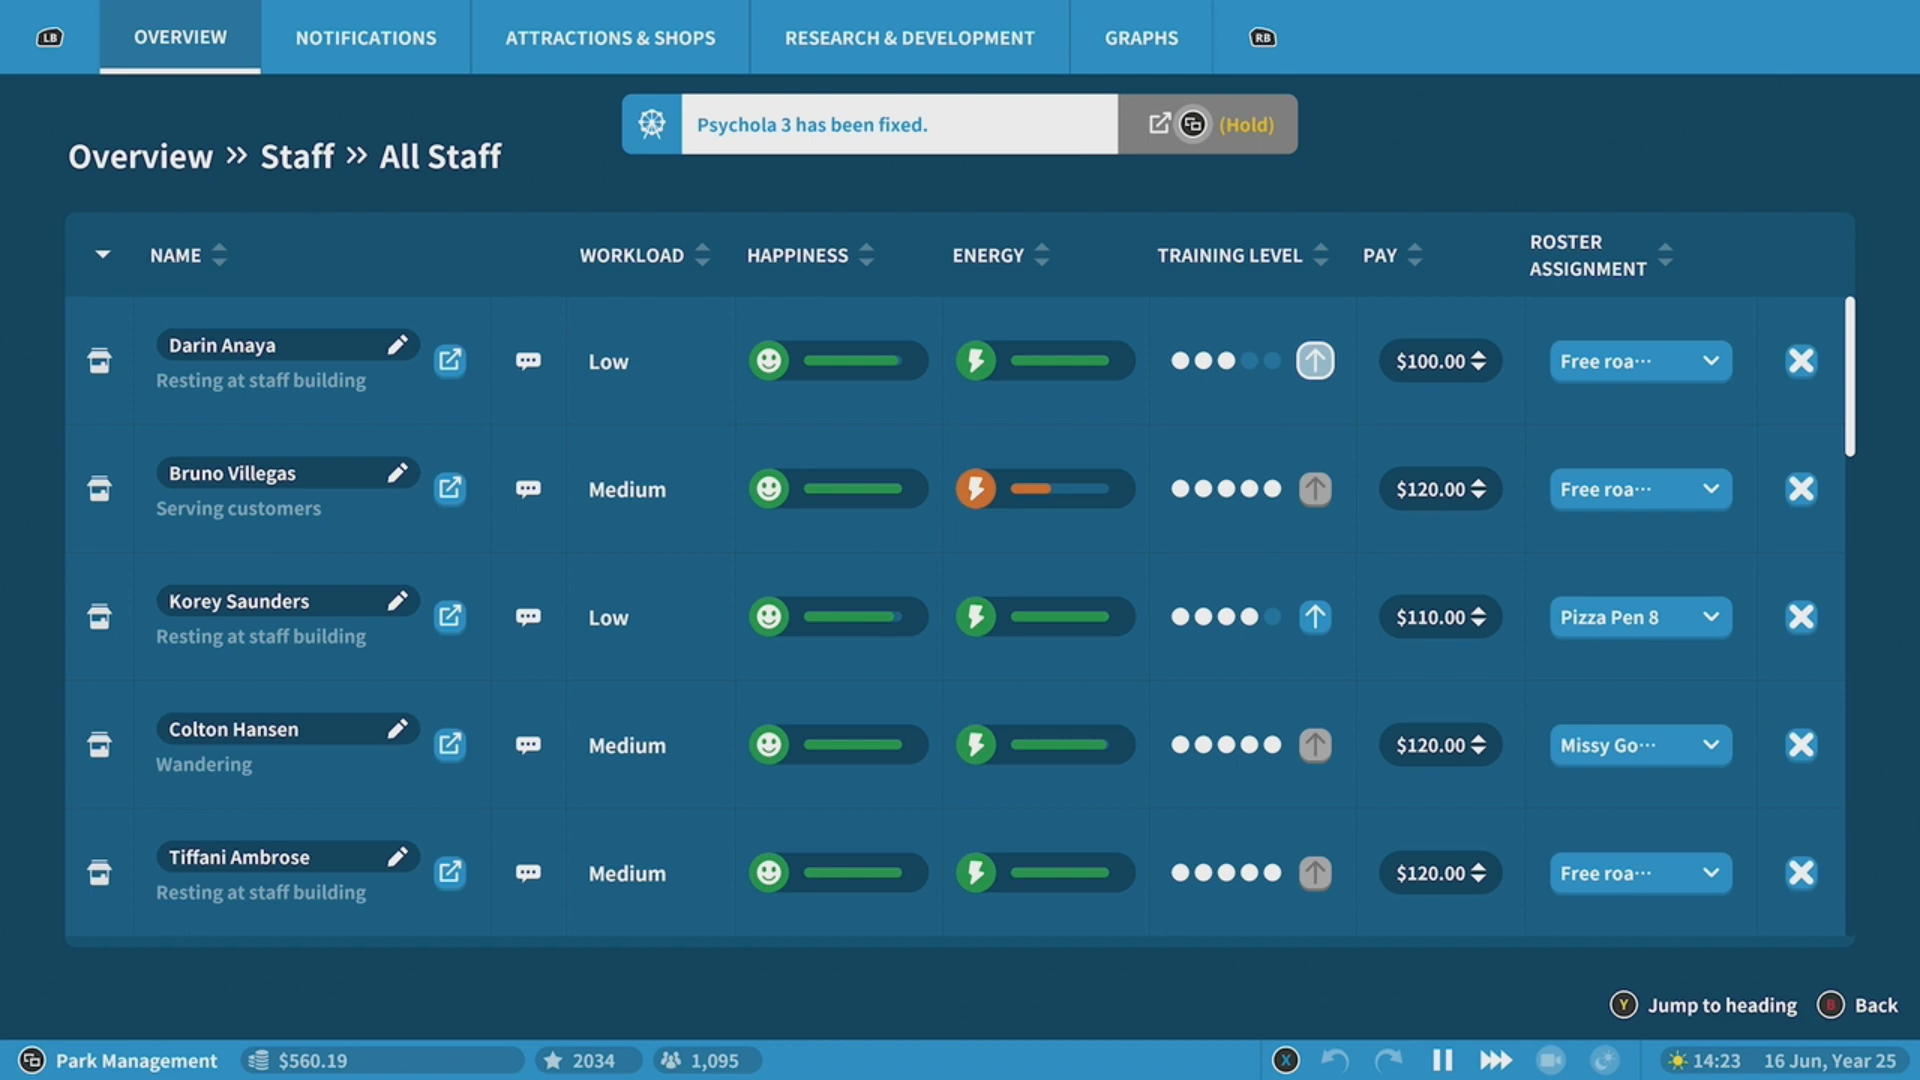 LB
OVERVIEW
NOTIFICATIONS
ATTRACTIONS & SHOPS
RESEARCH & DEVELOPMENT
GRAPHS
RB
Psychola 3 has been fixed.
(Hold)
Overview » Staff » All Staff
NAME
WORKLOAD
HAPPINESS
ENERGY
TRAINING LEVEL
PAY
ROSTER
ASSIGNMENT
Darin Anaya
Resting at staff building
Low
$100.00
Free roa...
Bruno Villegas
Serving customers
Medium
$120.00
Free roa...
Korey Saunders
Resting at staff building
Low
$110.00
Pizza Pen 8
Colton Hansen
Wandering
Medium
$120.00
Missy Go...
Tiffani Ambrose
Resting at staff building
Medium
$120.00
Free roa...
Y Jump to heading
B Back
Park Management
$560.19
2034
1,095
X
14:23
16 Jun, Year 25